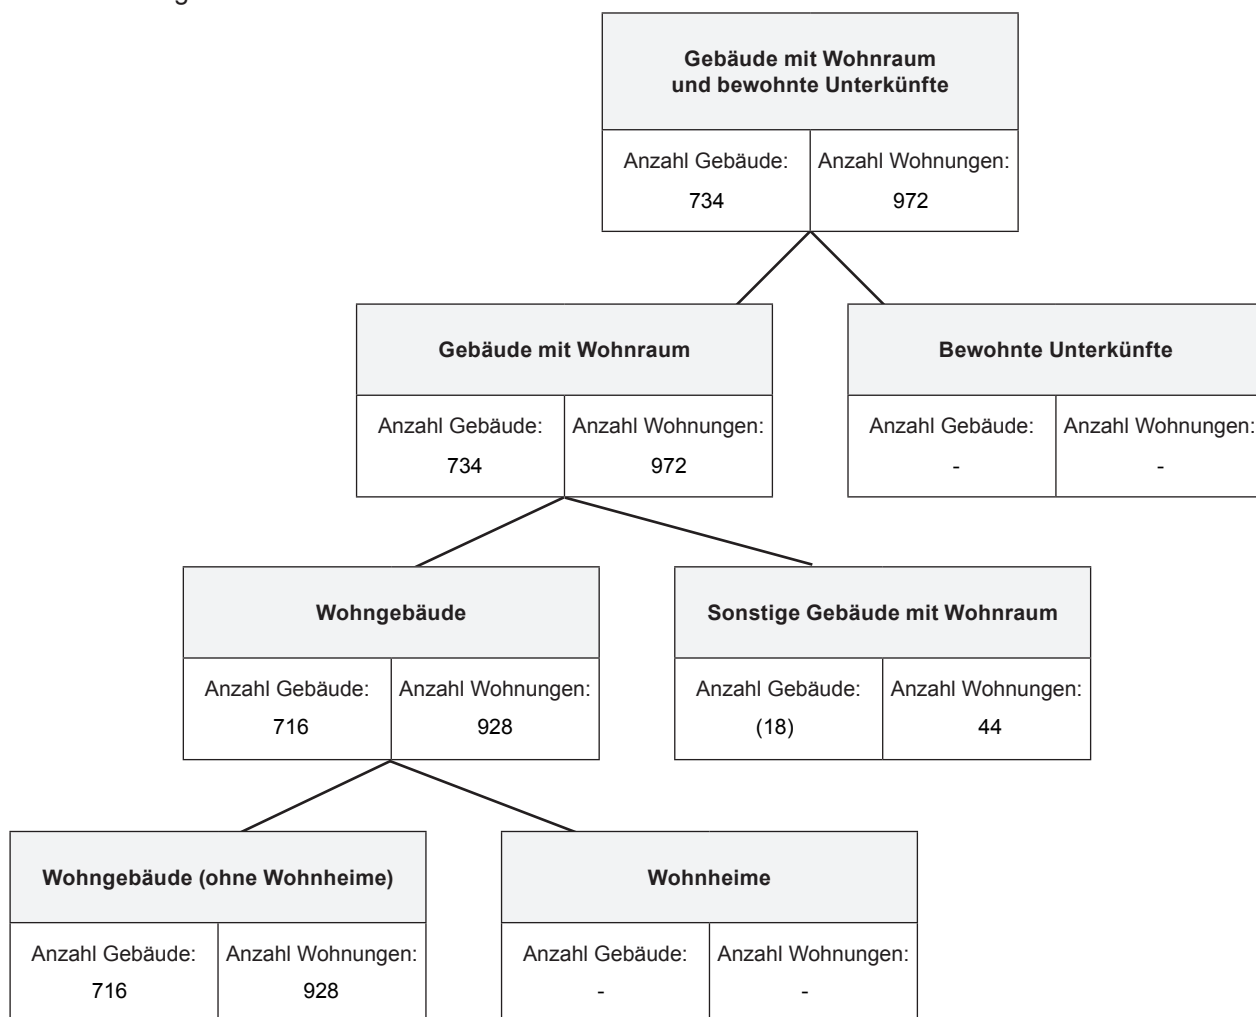 Gebäude mit Wohnraum
und bewohnte Unterkünfte
Anzahl Gebäude: Anzahl Wohnungen:
734 972
Gebäude mit Wohnraum Bewohnte Unterkünfte
Anzahl Gebäude: Anzahl Wohnungen: Anzahl Gebäude: Anzahl Wohnungen:
734 972 - -
Wohngebäude Sonstige Gebäude mit Wohnraum
Anzahl Gebäude: Anzahl Wohnungen: Anzahl Gebäude: Anzahl Wohnungen:
716 928 (18) 44
Wohngebäude (ohne Wohnheime) Wohnheime
Anzahl Gebäude: Anzahl Wohnungen: Anzahl Gebäude: Anzahl Wohnungen:
716 928 - -